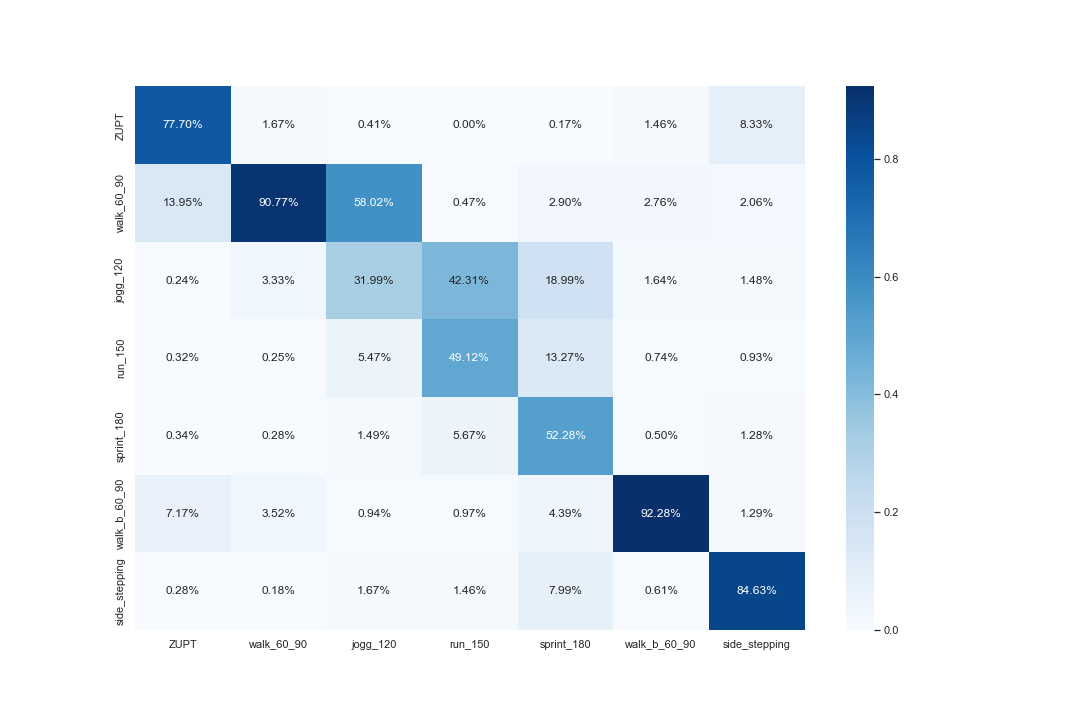 ZUPT 77.70% 1.67% 0.41% 0.00% 0.17% 1.46% 8.33%
walk_60_90 13.95% 90.77% 58.02% 0.47% 2.90% 2.76% 2.06%
jogg_120 0.24% 3.33% 31.99% 42.31% 18.99% 1.64% 1.48%
run_150 0.32% 0.25% 5.47% 49.12% 13.27% 0.74% 0.93%
sprint_180 0.34% 0.28% 1.49% 5.67% 52.28% 0.50% 1.28%
walk_b_60_90 7.17% 3.52% 0.94% 0.97% 4.39% 92.28% 1.29%
side_stepping 0.28% 0.18% 1.67% 1.46% 7.99% 0.61% 84.63%
ZUPT walk_60_90 jogg_120 run_150 sprint_180 walk_b_60_90 side_stepping
0.8
0.6
0.4
0.2
0.0